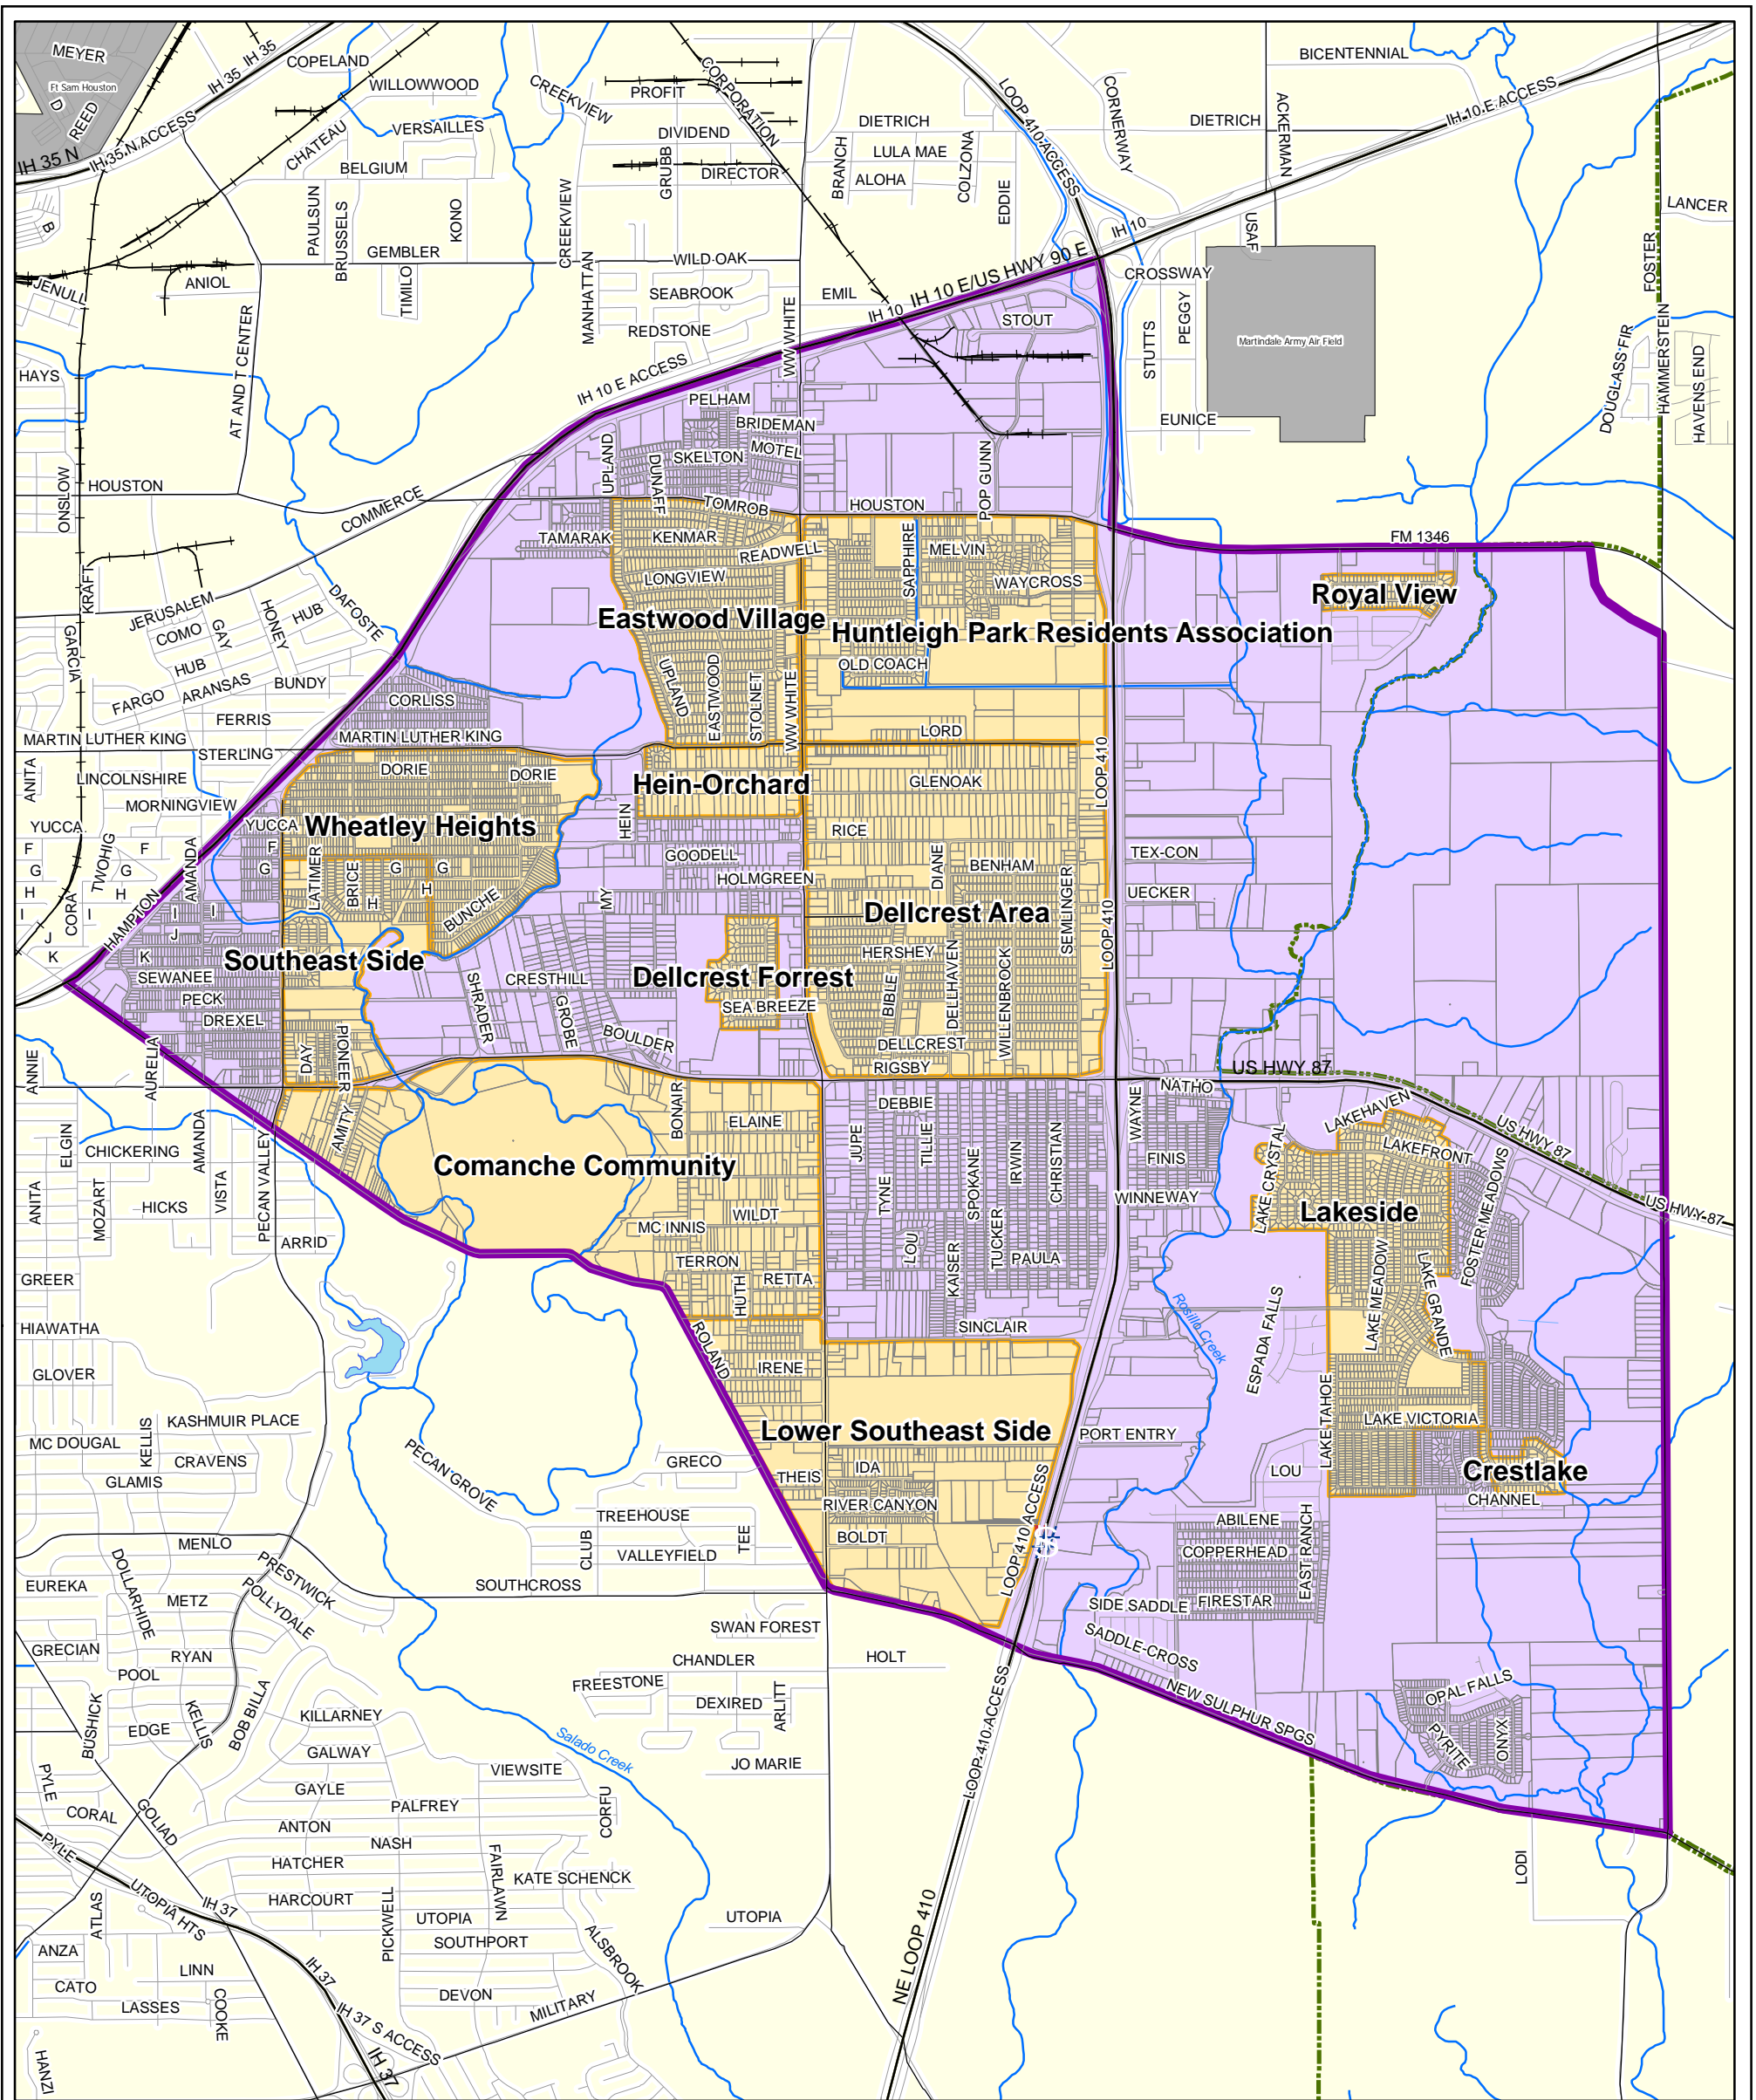 MEYER
Ft Sam Houston
D
REED
IH 35 N
IH 35 N ACCESS
IH 35
IH 35
COPELAND
WILLOWWOOD
CHATEAU
VERSAILLES
BELGIUM
CREEKVIEW
PROFIT
CORPORATION
DIVIDEND
GRUBB
DIRECTOR
LOOP 410 ACCESS
CORNERWAY
DIETRICH
LULA MAE
BRANCH
ALOHA
COLZONA
EDDIE
BICENTENNIAL
DIETRICH
ACKERMAN
IH 10 E ACCESS
LANCER
B
PAULSUN
BRUSSELS
KONO
CREEKVIEW
GEMBLER
TIMILO
ANIOL
JENULL
MANHATTAN
WILD OAK
SEABROOK
REDSTONE
WW WHITE
EMIL
IH 10
IH 10 E/US HWY 90 E
IH 10
USAF
CROSSWAY
PEGGY
STUTTS
STOUT
Martindale Army Air Field
FOSTER
HAMMERSTEIN
DOUGLASS FIR
HAVENS END
HAYS
AT AND T CENTER
IH 10 E ACCESS
PELHAM
BRIDEMAN
MOTEL
SKELTON
UPLAND
DUNAFF
EUNICE
ONSLOW
HOUSTON
COMMERCE
TOMROB
HOUSTON
POP GUNN
TAMARAK
KENMAR
READWELL
SAPPHIRE
MELVIN
LONGVIEW
WAYCROSS
FM 1346
Royal View
KRAFT
JERUSALEM
COMO
GAY
HONEY
HUB
DAFOSTE
GARCIA
HUB
FARGO
ARANSAS
BUNDY
FERRIS
Eastwood Village
Huntleigh Park Residents Association
OLD COACH
UPLAND
EASTWOOD
STOLNET
WW WHITE
CORLISS
MARTIN LUTHER KING
MARTIN LUTHER KING
STERLING
LORD
LOOP 410
ANITA
LINCOLNSHIRE
MORNINGVIEW
DORIE
DORIE
Hein-Orchard
GLENOAK
YUCCA
YUCCA
Wheatley Heights
HEIN
RICE
F
F
F
G
G
G
G
G
H
H
H
H
I
I
I
I
J
J
K
K
TWOHIG
AMANDA
CORA
HAMPTON
LATIMER
BRICE
BUNCHE
GOODELL
HOLMGREEN
MY
DIANE
BENHAM
SEMLINGER
TEX-CON
UECKER
Dellcrest Area
LOOP 410
Southeast Side
SEWANEE
PECK
DREXEL
CRESTHILL
SHRADER
GROBE
BOULDER
Dellcrest Forrest
SEA BREEZE
HERSHEY
BIBLE
DELLHAVEN
WILLENBROCK
DELLCREST
RIGSBY
ANNIE
AURELIA
DAY
PIONEER
US HWY 87
NATHO
ELGIN
CHICKERING
AMANDA
AMITY
BONAIR
ELAINE
DEBBIE
JUPE
TILLIE
IRWIN
CHRISTIAN
WAYNE
FINIS
WINNEWAY
LAKEHAVEN
LAKEFRONT
LAKE CRYSTAL
US HWY 87
US HWY 87
ANITA
MOZART
HICKS
VISTA
PECAN VALLEY
ARRID
Comanche Community
WILDT
MC INNIS
TERRON
HUTH
RETTA
TYNE
SPOKANE
LOU
TUCKER
KAISER
PAULA
SINCLAIR
Lakeside
FOSTER MEADOWS
LAKE MEADOW
LAKE GRANDE
Rosillo Creek
ESPADA FALLS
GREER
HIAWATHA
GLOVER
ROLAND
IRENE
KELLIS
KASHMUIR PLACE
MC DOUGAL
CRAVENS
GLAMIS
PECAN GROVE
GRECO
Lower Southeast Side
THEIS
IDA
RIVER CANYON
BOLDT
PORT ENTRY
LOU
LAKE TAHOE
LAKE VICTORIA
Crestlake
CHANNEL
TREEHOUSE
CLUB
VALLEYFIELD
TEE
LOOP 410 ACCESS
ABILENE
COPPERHEAD
EAST RANCH
FIRESTAR
SIDE SADDLE
SADDLE-CROSS
MENLO
DOLLARHIDE
PRESTWICK
POLLYDALE
SOUTHCROSS
EUREKA
METZ
GRECIAN
RYAN
POOL
SWAN FOREST
CHANDLER
HOLT
FREESTONE
DEXIRED
ARLITT
NEW SULPHUR SPGS
OPAL FALLS
PYRITE
ONYX
BUSHICK
EDGE
KELLIS
BOB BILLA
KILLARNEY
GALWAY
Salado Creek
JO MARIE
LOOP 410 ACCESS
VIEWSITE
PYLE
CORAL
GOLIAD
GAYLE
PALFREY
ANTON
NASH
CORFU
HATCHER
FAIRLAWN
KATE SCHENCK
PYLE
UTOPIA HTS
IH 37
HARCOURT
PICKWELL
UTOPIA
SOUTHPORT
ALSBROOK
UTOPIA
LODI
ATLAS
ANZA
LINN
CATO
LASSES
COOKE
IH 37
IH 37 S ACCESS
DEVON
MILITARY
NE LOOP 410
HANZI
IH 37